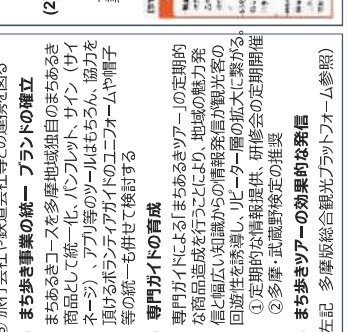 ③ 旅行会社や鉄道会社等との連携を図る
まち歩き事業の統一 ブランドの確立
まちあるきコースを多摩地域独自のまちあるき
商品として統一化、パンフレット、サイン（サイ
ネージ）、アプリ等のツールはもちろん、協力を
頂けるボランティアガイドのユニフォームや帽子
等の統一も併せて検討する
専門ガイドの育成
専門ガイドによる「まちあるきツアー」の定期的
な商品造成を行うことにより、地域の魅力発
信と幅広い知識からの情報発信が観光客の
回遊性を誘導し、リピーター層の拡大に繋がる。
①定期的な情報提供、研修会の定期開催
②多摩・武蔵野検定の推奨
まち歩きツアーの効果的な発信
左記 多摩版総合観光プラットフォーム参照）
(2